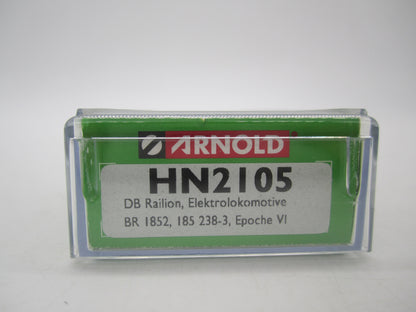 ARNOLD
HN2105
DB Railion, Elektrolokomotive
BR 1852, 185 238-3, Epoche VI